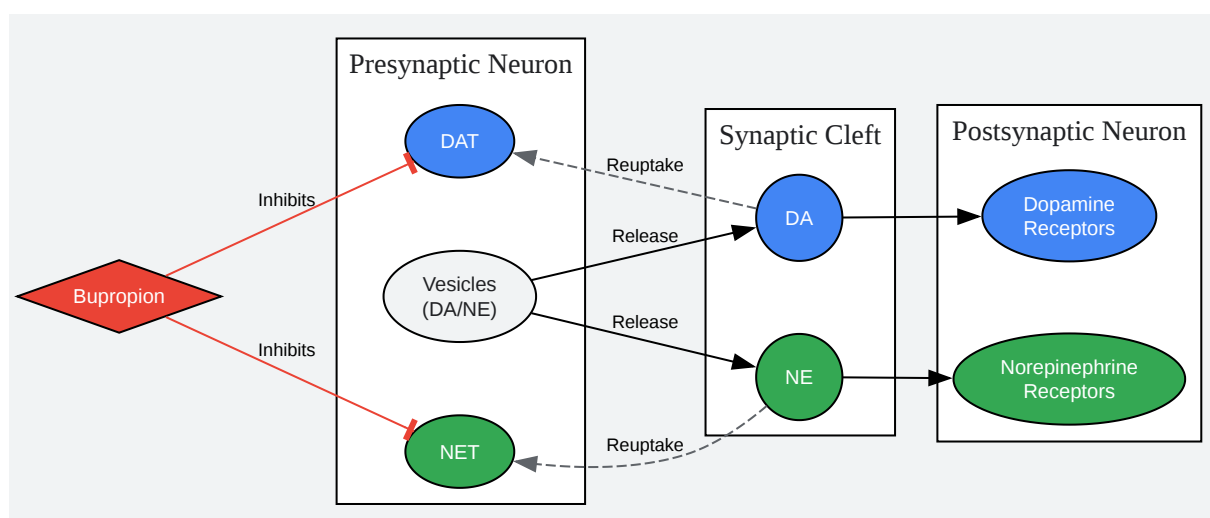 Presynaptic Neuron
DAT
Synaptic Cleft
Postsynaptic Neuron
Reuptake
Inhibits
DA
Dopamine
Receptors
Release
Bupropion
Vesicles
(DA/NE)
Release
Inhibits
NE
Norepinephrine
Receptors
NET
Reuptake